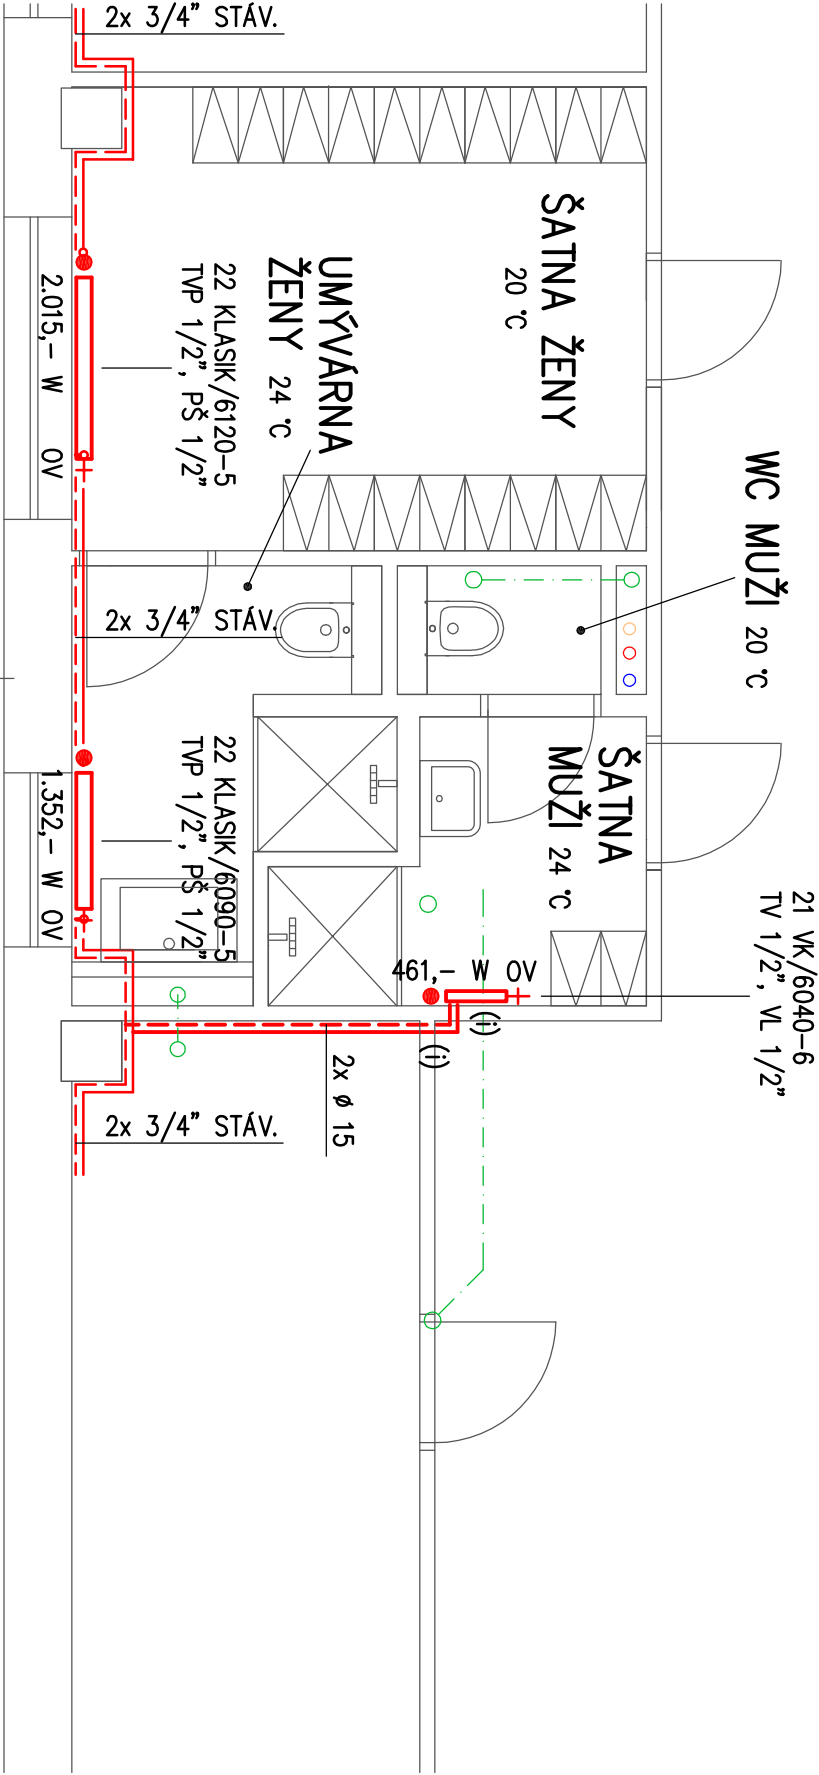 2x 3/4" STÁV.
ŠATNA ŽENY
20 °C
UMÝVÁRNA
ŽENY 24 °C
22 KLASIK/6120-5
TVP 1/2", PŠ 1/2"
2.015,- W OV
WC MUŽI 20 °C
2x 3/4" STÁV.
ŠATNA
MUŽI 24 °C
22 KLASIK/6090-5
TVP 1/2", PŠ 1/2"
1.352,- W OV
21 VK/6040-6
TV 1/2", VL 1/2"
461,- W OV
(i)
(i)
2x ø 15
2x 3/4" STÁV.